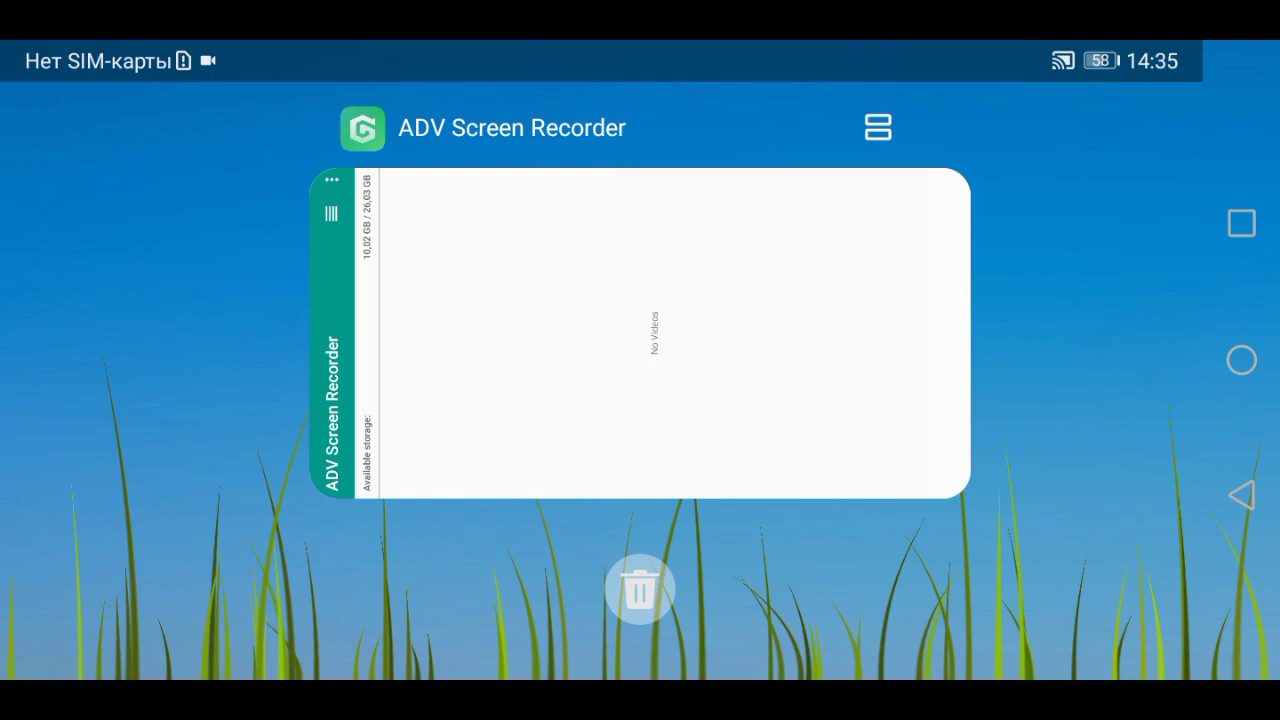 Нет SIM-карты
58 14:35
ADV Screen Recorder
ADV Screen Recorder
Available storage: 10,02 GB / 26,03 GB
No Videos